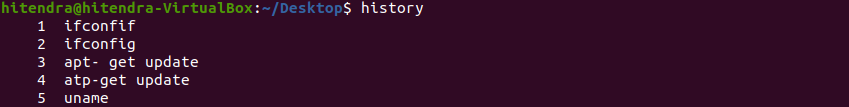 hitendra@hitendra-VirtualBox:~/Desktop$ history
1 ifconfif
2 ifconfig
3 apt- get update
4 atp-get update
5 uname